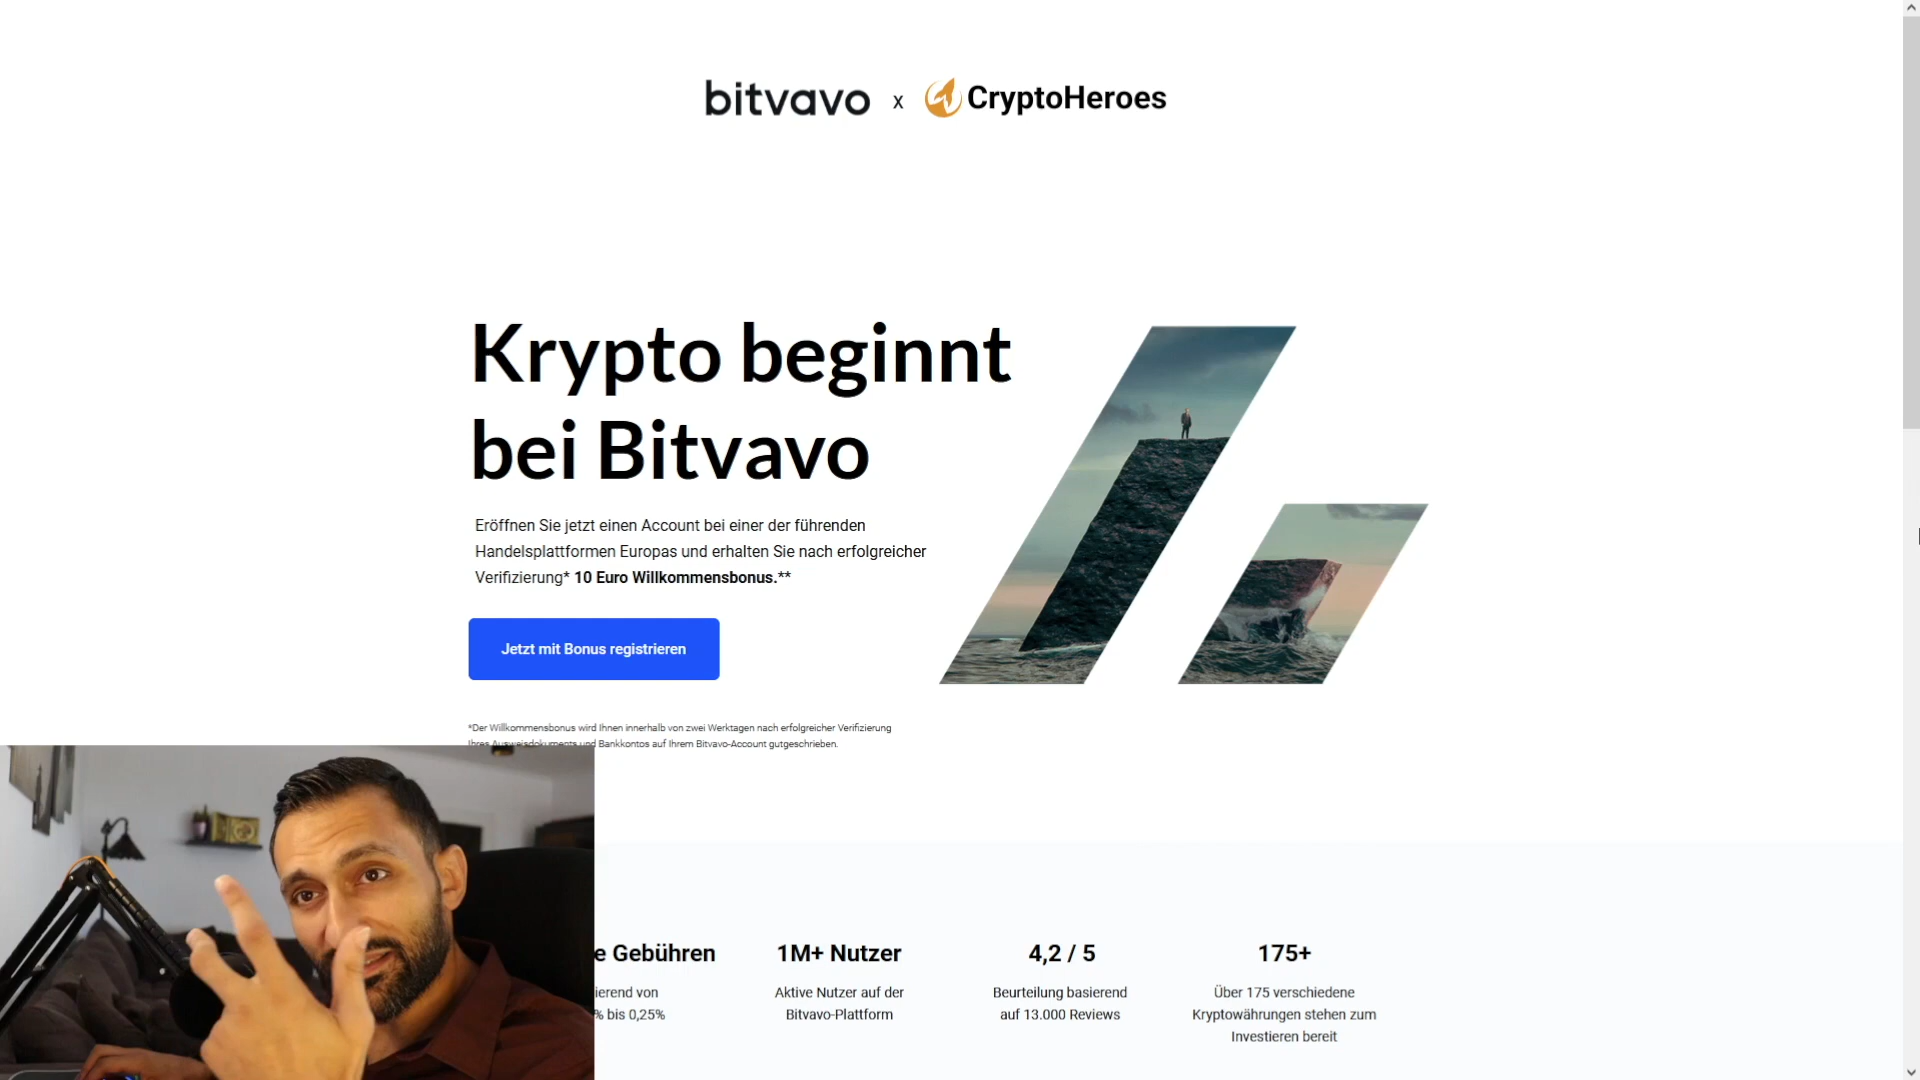 bitvavo x CryptoHeroes
Krypto beginnt
bei Bitvavo
Eröffnen Sie jetzt einen Account bei einer der führenden
Handelsplattformen Europas und erhalten Sie nach erfolgreicher
Verifizierung* 10 Euro Willkommensbonus.**
Jetzt mit Bonus registrieren
*Der Willkommensbonus wird Ihnen innerhalb von zwei Werktagen nach erfolgreicher Verifizierung
Ihres Ausweisdokuments und Bankkontos auf Ihrem Bitvavo-Account gutgeschrieben.
e Gebühren
ierend von
% bis 0,25%
1M+ Nutzer
Aktive Nutzer auf der
Bitvavo-Plattform
4,2 / 5
Beurteilung basierend
auf 13.000 Reviews
175+
Über 175 verschiedene
Kryptowährungen stehen zum
Investieren bereit